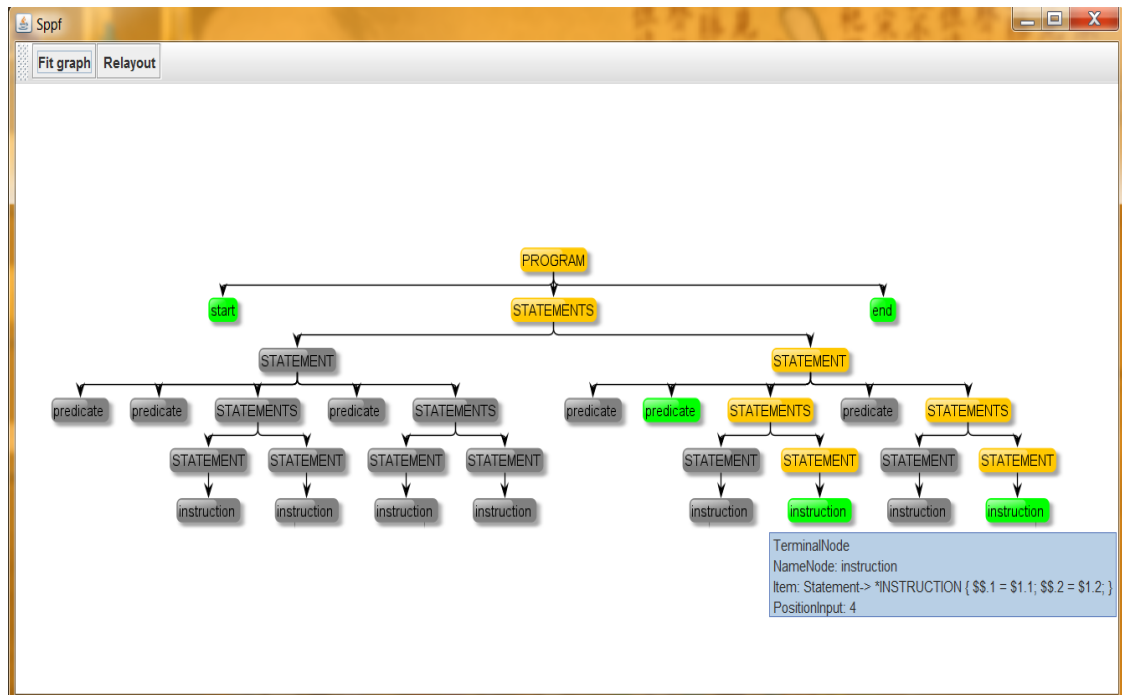 Sppf
Fit graph Relayout
PROGRAM
start STATEMENTS end
STATEMENT STATEMENT
predicate predicate STATEMENTS predicate STATEMENTS predicate predicate STATEMENTS predicate STATEMENTS
STATEMENT STATEMENT STATEMENT STATEMENT STATEMENT STATEMENT STATEMENT STATEMENT
instruction instruction instruction instruction instruction instruction instruction instruction
TerminalNode
NameNode: instruction
Item: Statement-> *INSTRUCTION { $$.1 = $1.1; $$.2 = $1.2; }
PositionInput: 4